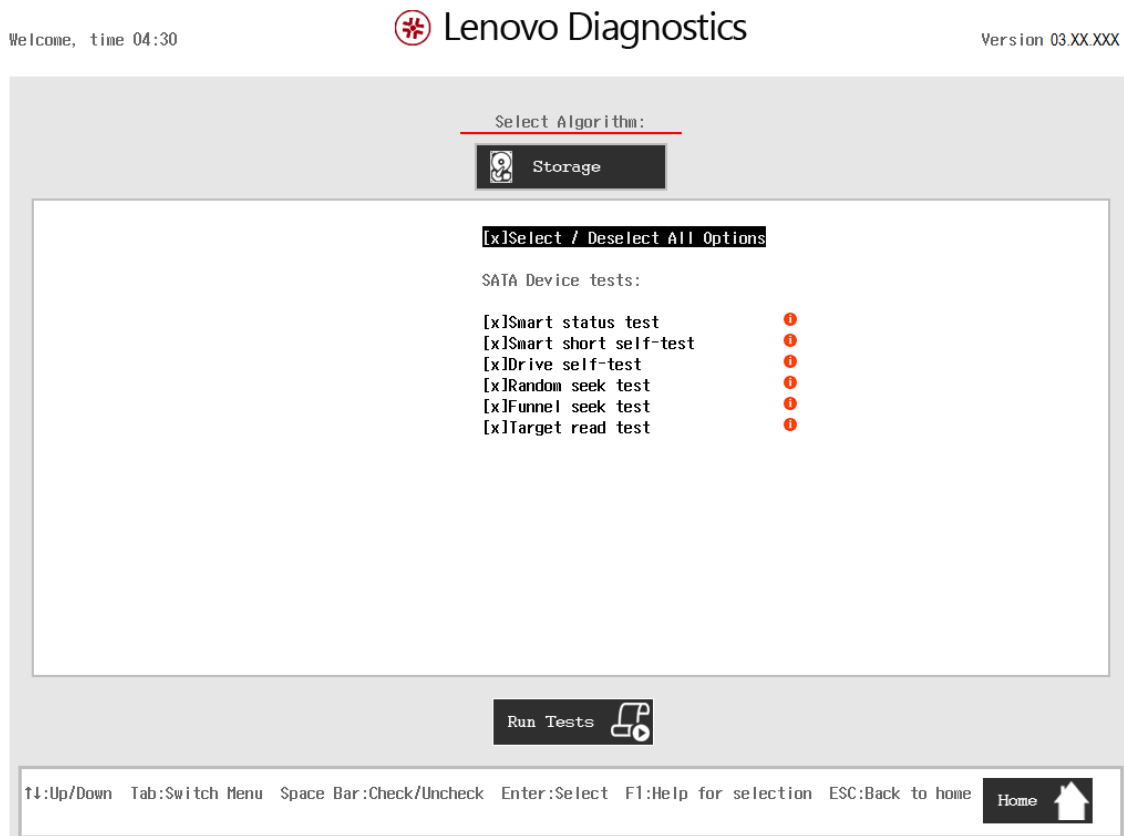 Welcome, time 04:30
Lenovo Diagnostics
Version 03.XX.XXX
Select Algorithm:
Storage
[x]Select / Deselect All Options
SATA Device tests:
[x]Smart status test
[x]Smart short self-test
[x]Drive self-test
[x]Random seek test
[x]Funnel seek test
[x]Target read test
Run Tests
↑↓:Up/Down Tab:Switch Menu Space Bar:Check/Uncheck Enter:Select F1:Help for selection ESC:Back to home Home